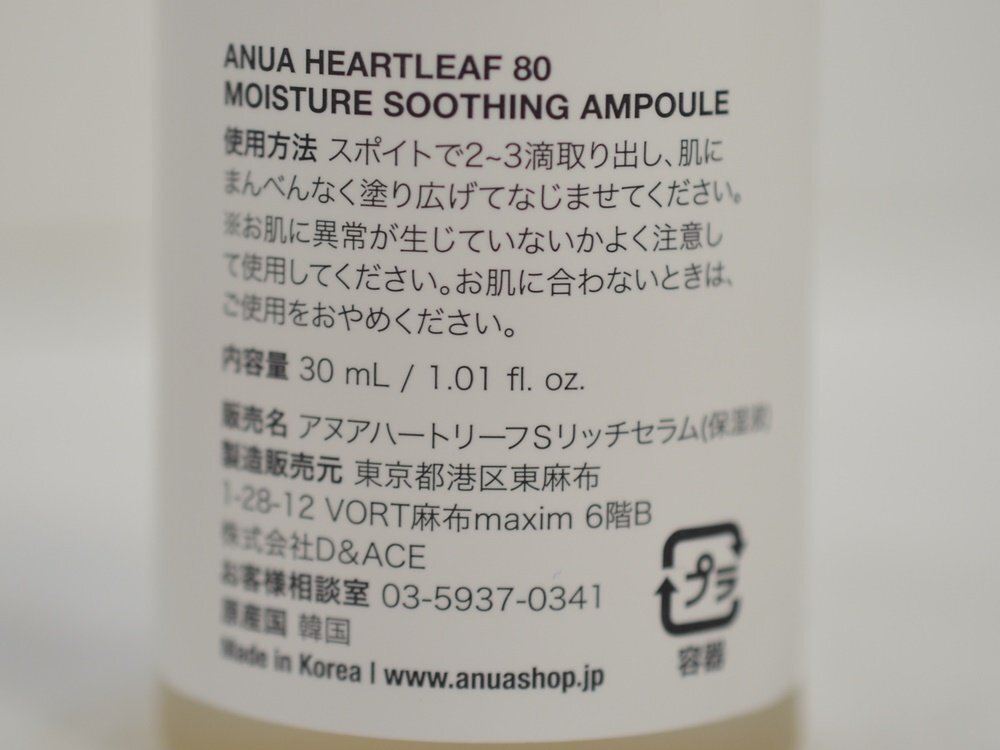 ANUA HEARTLEAF 80
MOISTURE SOOTHING AMPOULE
使用方法 スポイトで2~3滴取り出し、肌に
まんべんなく塗り広げてなじませてください。
※お肌に異常が生じていないかよく注意し
て使用してください。お肌に合わないときは、
ご使用をおやめください。
内容量 30 mL / 1.01 fl. oz.
販売名 アヌアハートリーフSリッチセラム(保湿液)
製造販売元 東京都港区東麻布
1-28-12 VORT麻布maxim 6階B
株式会社D&ACE
お客様相談室 03-5937-0341
原産国 韓国
Made in Korea | www.anuashop.jp
プラ
容器